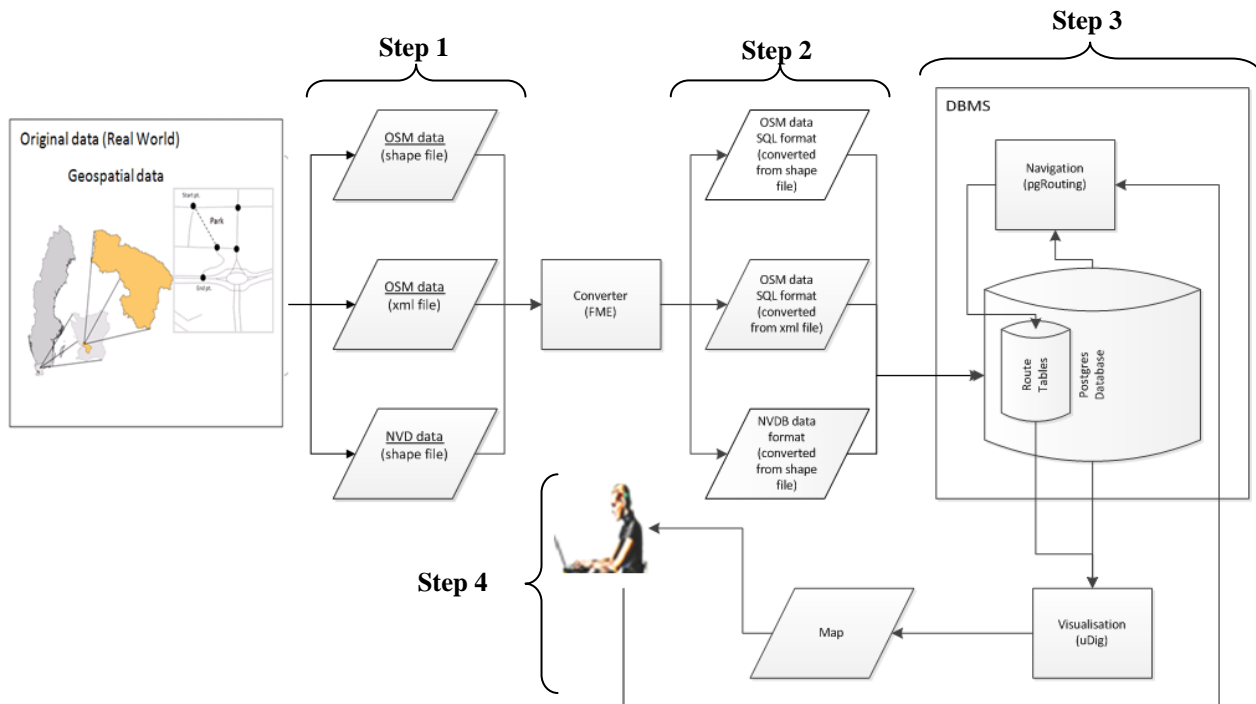 Step 1
Step 2
Step 3
Original data (Real World)
Geospatial data
Start pt.
Park
End pt.
OSM data
(shape file)
OSM data
(xml file)
NVD data
(shape file)
Converter
(FME)
OSM data
SQL format
(converted
from shape
file)
OSM data
SQL format
(converted
from xml file)
NVDB data
format
(converted
from shape
file)
DBMS
Navigation
(pgRouting)
Route
Tables
Postgres
Database
Step 4
Map
Visualisation
(uDig)